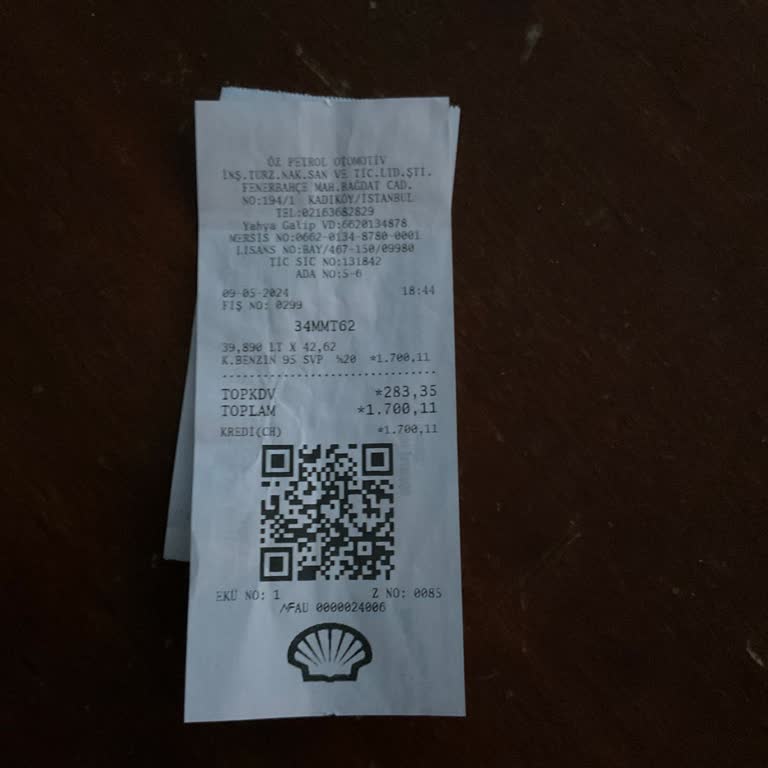 ÖZ PETROL OTOMOTİV
İNŞ.TURZ.NAK.SAN VE TİC.LTD.ŞTİ.
FENERBAHÇE MAH.BAĞDAT CAD.
NO:194/1 KADIKÖY/İSTANBUL
TEL:02163682829
Yahya Galip VD:6620134878
MERSİS NO:0662-0134-8780-0001
LİSANS NO:BAY/467-150/09980
TİC SİC NO:131842
ADA NO:5-6
09-05-2024 18:44
FİŞ NO: 0299
34MMT62
39,890 LT X 42,62
K.BENZİN 95 SVP %20 *1.700,11
TOPKDV *283,35
TOPLAM *1.700,11
KREDİ(CH) *1.700,11
EKÜ NO: 1 Z NO: 0085
MF AU 0000024006